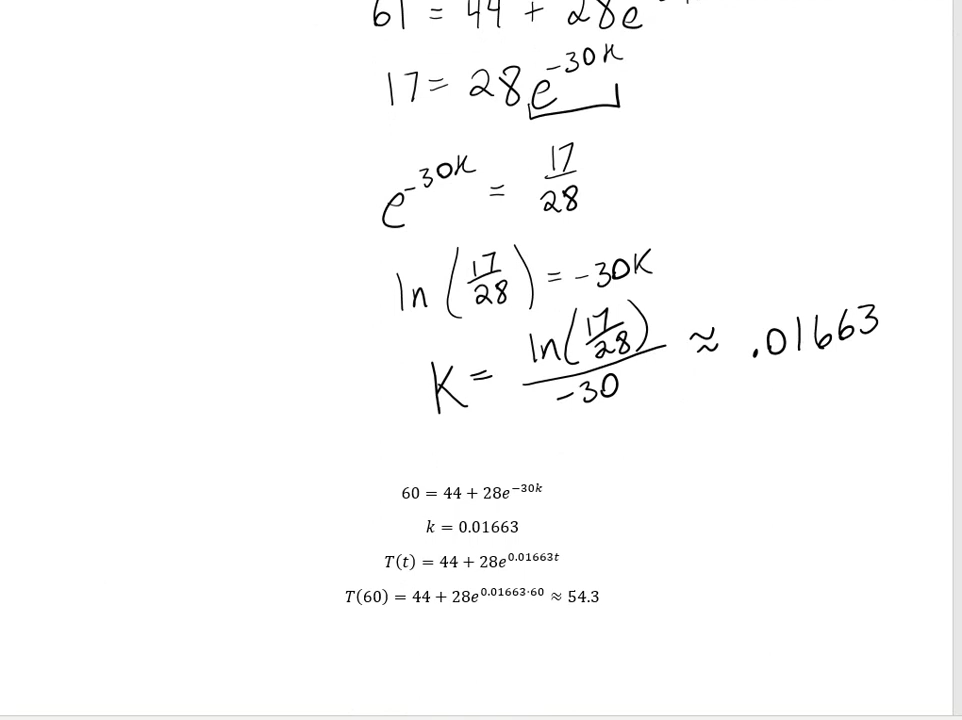 61 = 44 + 28e
17 = 28e^{-30K}
e^{-30K} = 17/28
ln(17/28) = -30K
K = ln(17/28)/-30 ≈ .01663
60 = 44 + 28e^{-30k}
k = 0.01663
T(t) = 44 + 28e^{0.01663t}
T(60) = 44 + 28e^{0.01663·60} ≈ 54.3